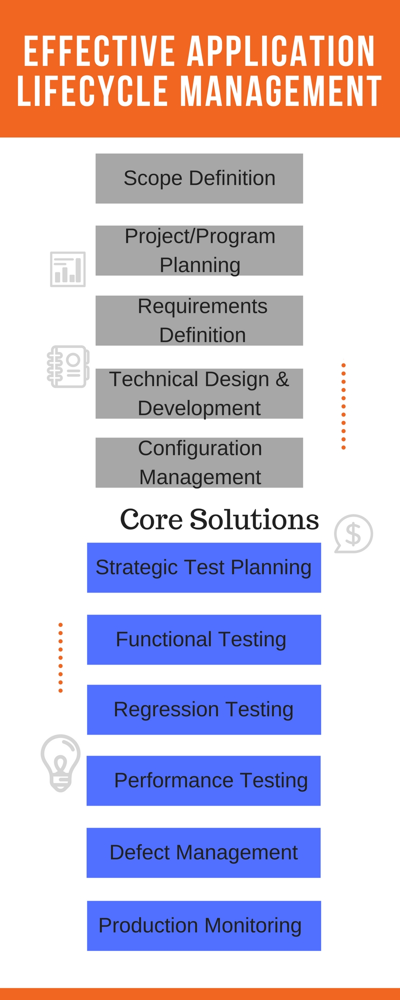 EFFECTIVE APPLICATION
LIFECYCLE MANAGEMENT
Scope Definition
Project/Program
Planning
Requirements
Definition
Technical Design &
Development
Configuration
Management
Core Solutions
$
Strategic Test Planning
Functional Testing
Regression Testing
Performance Testing
Defect Management
Production Monitoring